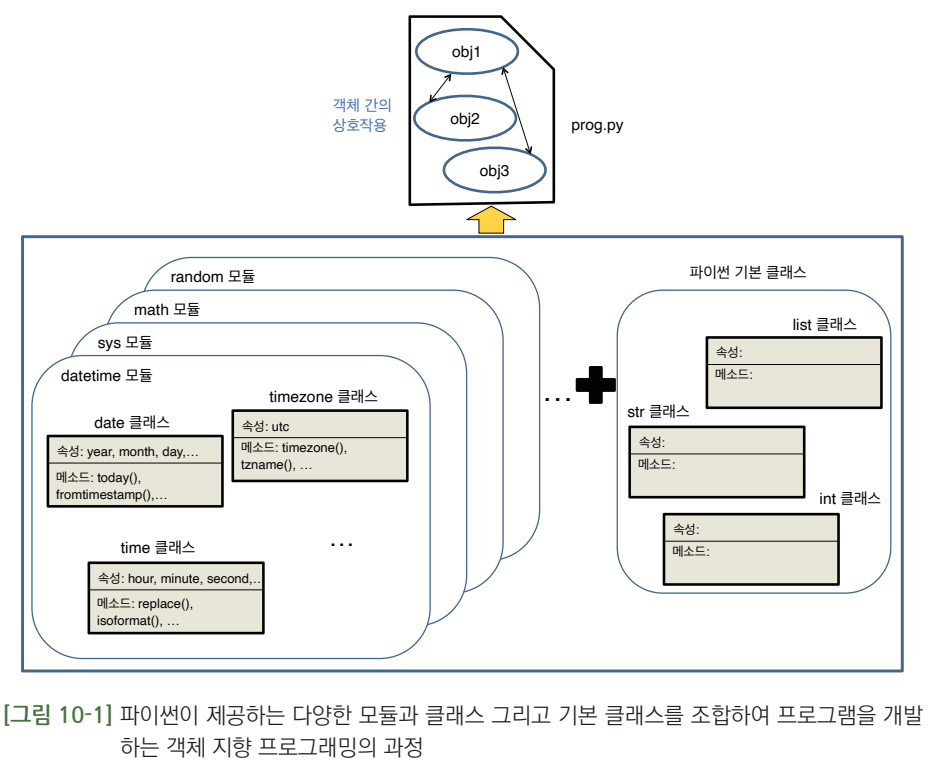 obj1
객체 간의
상호작용
obj2
prog.py
obj3
random 모듈
math 모듈
sys 모듈
datetime 모듈
date 클래스
속성: year, month, day,…
메소드: today(),
fromtimestamp(),…
timezone 클래스
속성: utc
메소드: timezone(),
tzname(), …
time 클래스
속성: hour, minute, second,..
메소드: replace(),
isoformat(), …
…
…
파이썬 기본 클래스
list 클래스
속성:
메소드:
str 클래스
속성:
메소드:
int 클래스
속성:
메소드:
[그림 10-1] 파이썬이 제공하는 다양한 모듈과 클래스 그리고 기본 클래스를 조합하여 프로그램을 개발
하는 객체 지향 프로그래밍의 과정